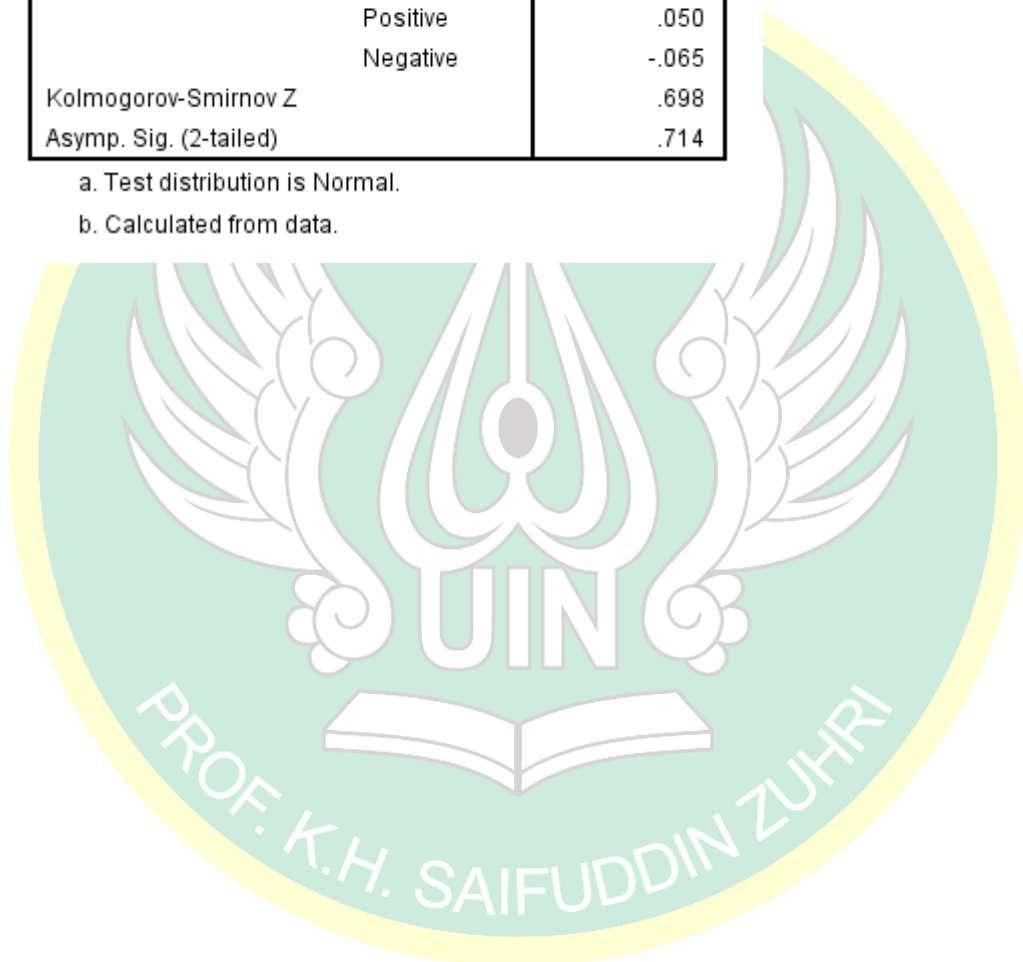 Positive .050
Negative -.065
Kolmogorov-Smirnov Z .698
Asymp. Sig. (2-tailed) .714
a. Test distribution is Normal.
b. Calculated from data.
UIN
PROF. K.H. SAIFUDDIN ZUHRI